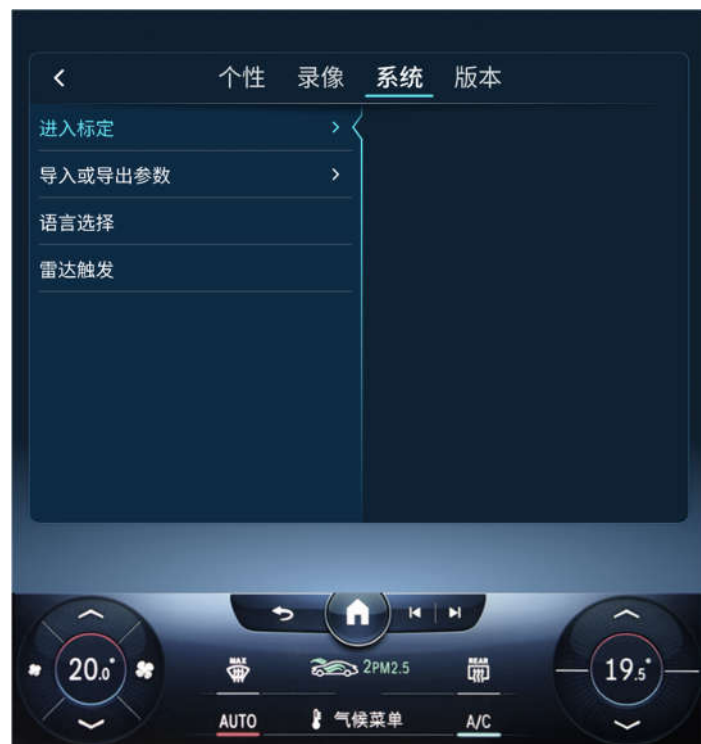 个性 录像 系统 版本
进入标定
导入或导出参数
语言选择
雷达触发
20.0° MAX 2PM2.5 REAR 19.5°
AUTO 气候菜单 A/C